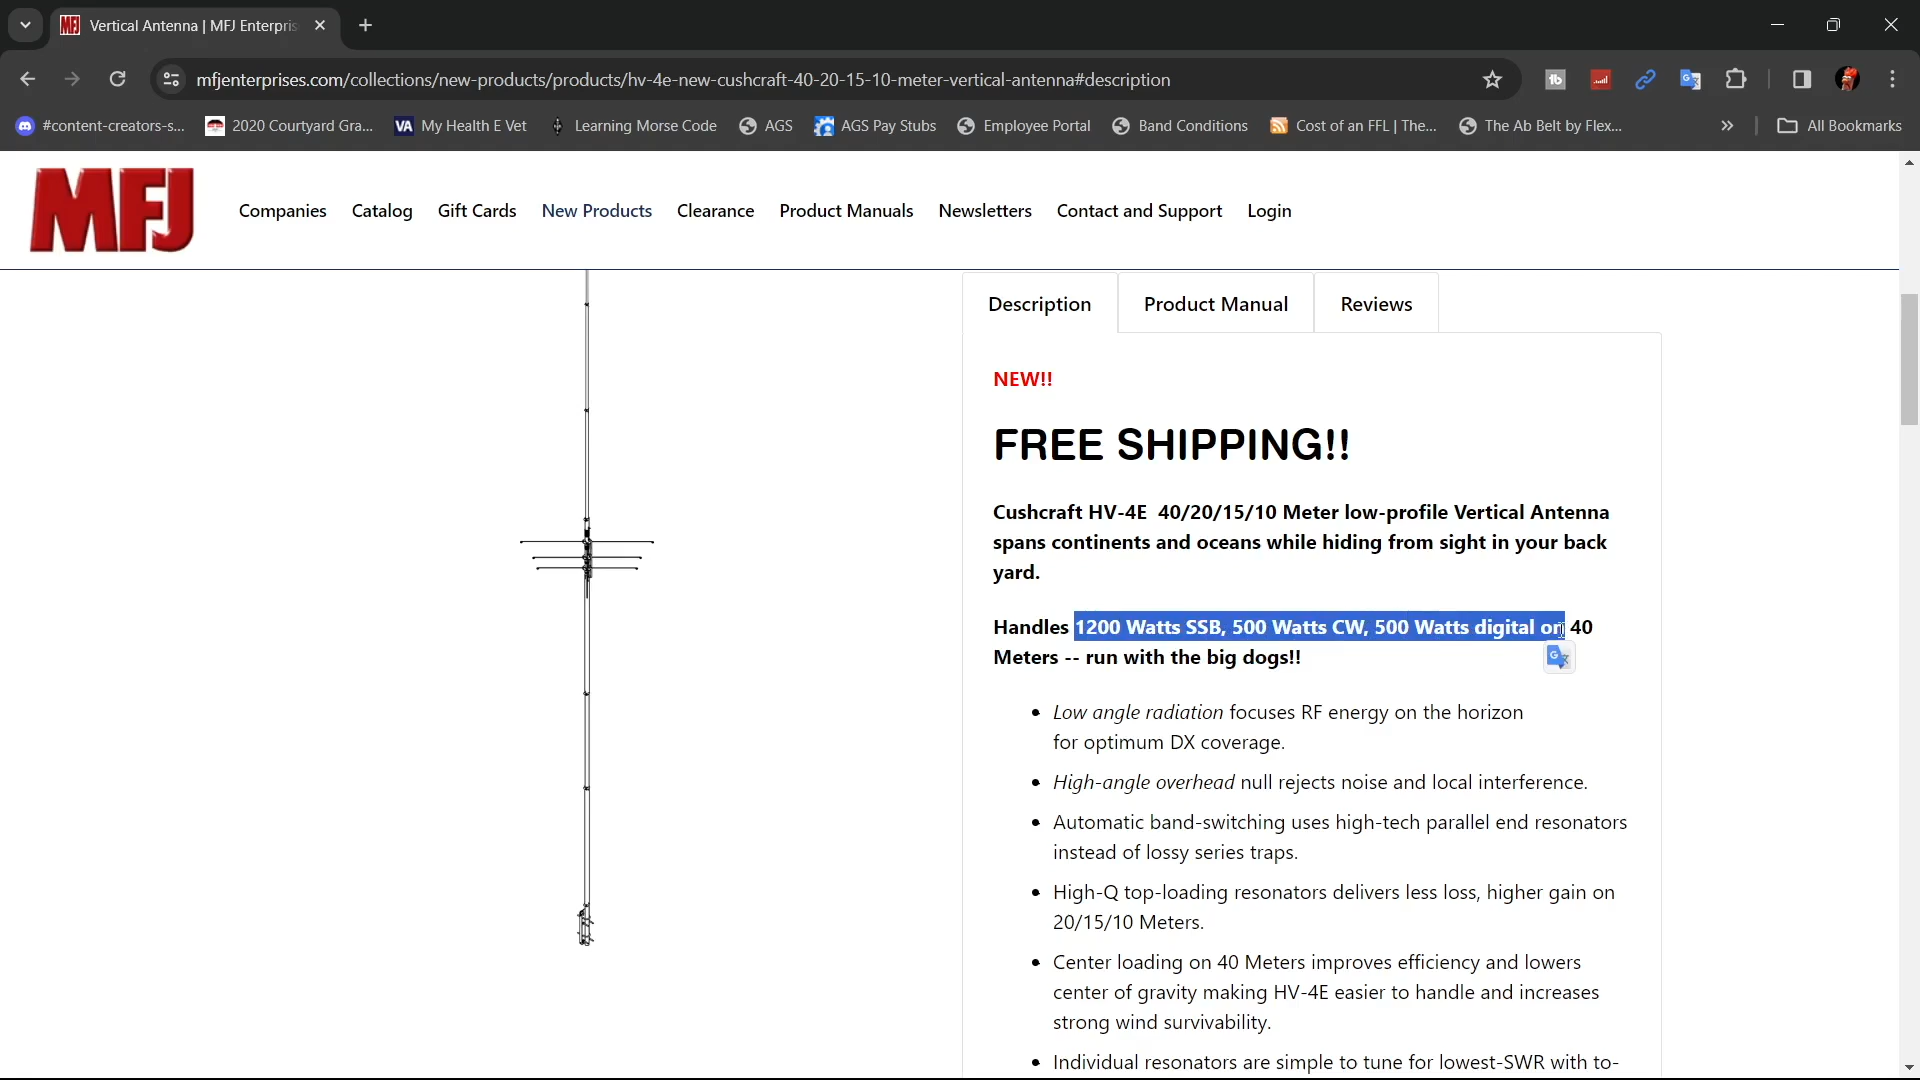 Vertical Antenna | MFJ Enterpris
mfjenterprises.com/collections/new-products/products/hv-4e-new-cushcraft-40-20-15-10-meter-vertical-antenna#description
#content-creators-s...
2020 Courtyard Gra...
VA My Health E Vet
Learning Morse Code
AGS
AGS Pay Stubs
Employee Portal
Band Conditions
Cost of an FFL | The...
The Ab Belt by Flex...
All Bookmarks
MFJ
Companies Catalog Gift Cards New Products Clearance Product Manuals Newsletters Contact and Support Login
Description Product Manual Reviews
NEW!!
FREE SHIPPING!!
Cushcraft HV-4E 40/20/15/10 Meter low-profile Vertical Antenna
spans continents and oceans while hiding from sight in your back
yard.
Handles 1200 Watts SSB, 500 Watts CW, 500 Watts digital on 40
Meters -- run with the big dogs!!
• Low angle radiation focuses RF energy on the horizon
for optimum DX coverage.
• High-angle overhead null rejects noise and local interference.
• Automatic band-switching uses high-tech parallel end resonators
instead of lossy series traps.
• High-Q top-loading resonators delivers less loss, higher gain on
20/15/10 Meters.
• Center loading on 40 Meters improves efficiency and lowers
center of gravity making HV-4E easier to handle and increases
strong wind survivability.
• Individual resonators are simple to tune for lowest-SWR with to-